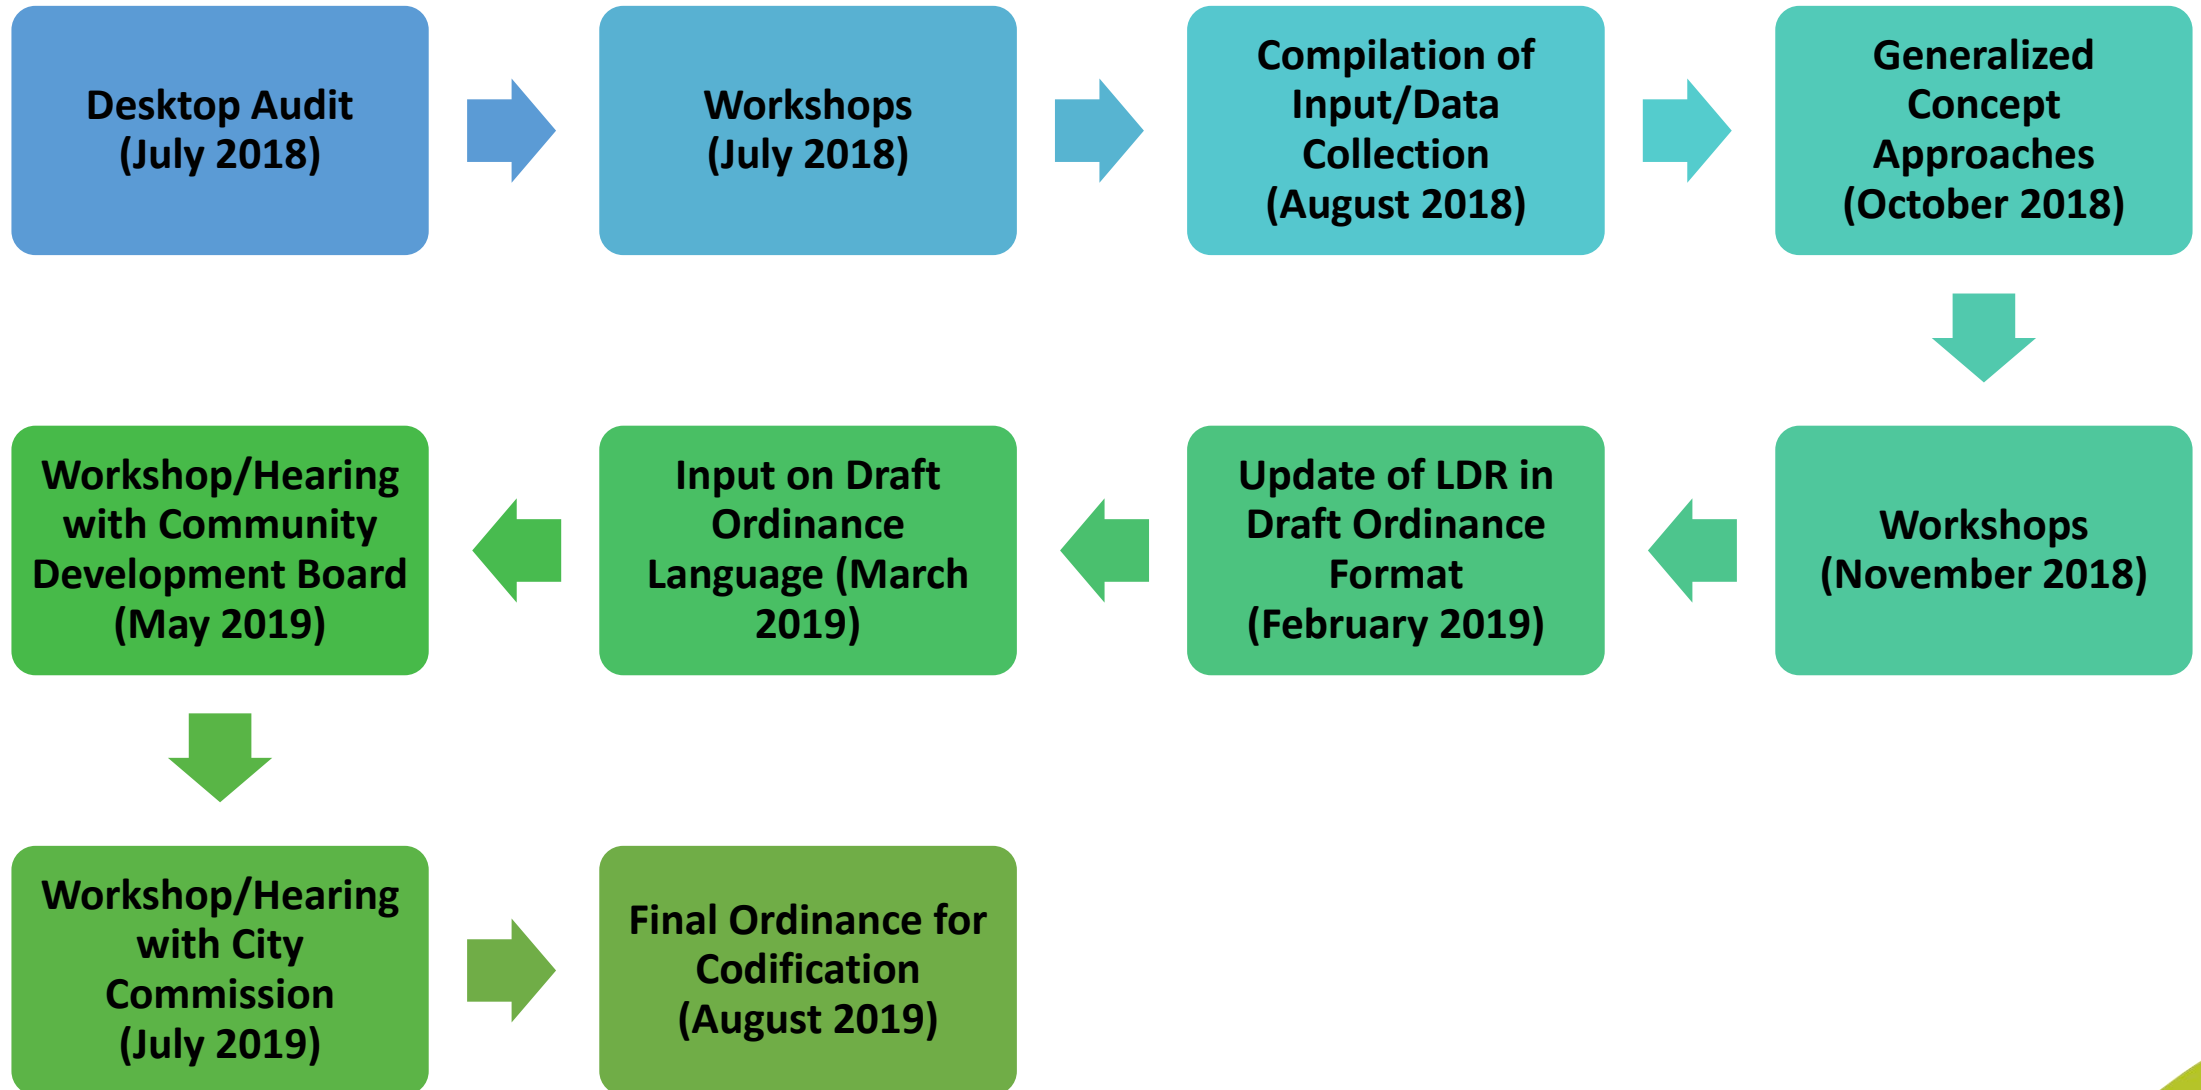 Desktop Audit
(July 2018)
Workshops
(July 2018)
Compilation of
Input/Data
Collection
(August 2018)
Generalized
Concept
Approaches
(October 2018)
Workshops
(November 2018)
Update of LDR in
Draft Ordinance
Format
(February 2019)
Input on Draft
Ordinance
Language (March
2019)
Workshop/Hearing
with Community
Development Board
(May 2019)
Workshop/Hearing
with City
Commission
(July 2019)
Final Ordinance for
Codification
(August 2019)